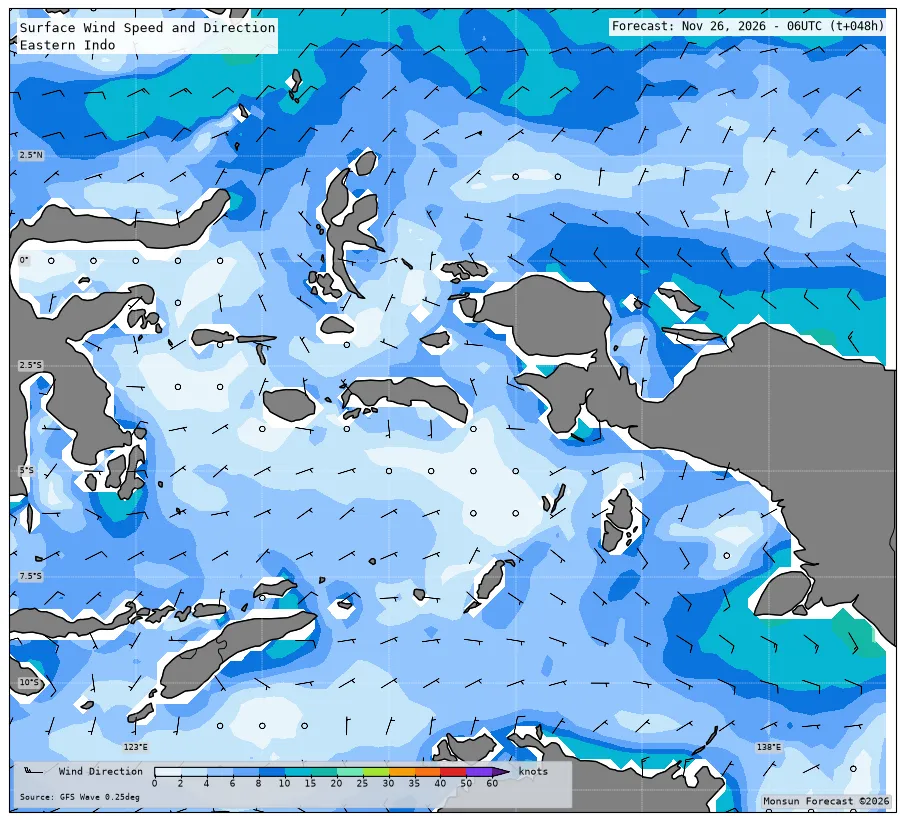 Surface Wind Speed and Direction
Eastern Indo
Forecast: Nov 26, 2026 - 06UTC (t+048h)
2.5°N
0°
2.5°S
5°S
7.5°S
10°S
123°E
138°E
Wind Direction
knots
0 2 4 6 8 10 15 20 25 30 35 40 50 60
Source: GFS Wave 0.25deg
Monsun Forecast ©2026